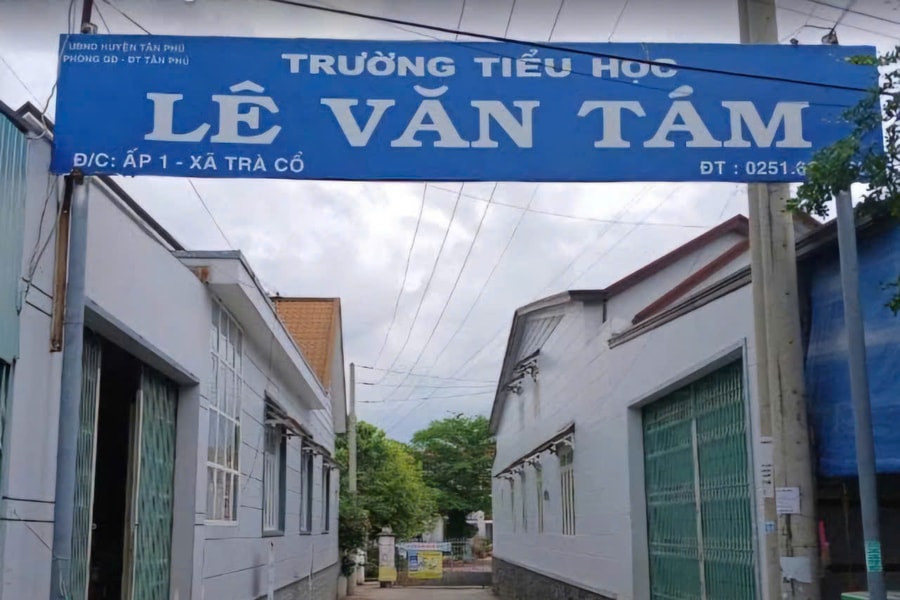 UBND HUYỆN TÂN PHÚ
PHÒNG GD - ĐT TÂN PHÚ
TRƯỜNG TIỂU HỌC
LÊ VĂN TÁM
Đ/C: ẤP 1 - XÃ TRÀ CỔ
ĐT : 0251.6